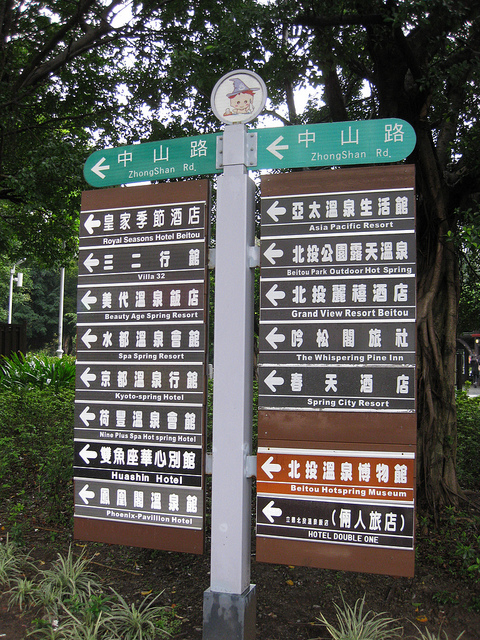 中山路
ZhongShan Rd.
中山路
ZhongShan Rd.
皇家季節酒店
Royal Seasons Hotel Beitou
三二行館
Villa 32
美代溫泉飯店
Beauty Age Spring Resort
水都溫泉會館
Spa Spring Resort
京都溫泉行館
Kyoto-spring Hotel
荷豐溫泉會館
Nine Plus Spa Hot spring Hotel
雙魚座華心別館
Huashin Hotel
鳳凰閣溫泉館
Phoenix-Pavillion Hotel
亞太溫泉生活館
Asia Pacific Resort
北投公園露天溫泉
Beitou Park Outdoor Hot Spring
北投麗禧酒店
Grand View Resort Beitou
吟松閣旅社
The Whispering Pine Inn
春天酒店
Spring City Resort
北投溫泉博物館
Beitou Hotspring Museum
(倆人旅店)
HOTEL DOUBLE ONE